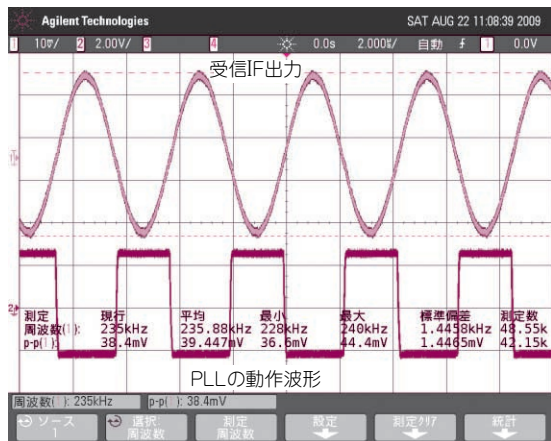 Agilent Technologies SAT AUG 22 11:08:39 2009
1 2 2.00V/ 3 4 0.0s 自動 1 0.0V
受信IF出力
測定 現行 平均 最小 最大 標準偏差 測定数
周波数(1): 235kHz 235.88kHz 228kHz 240kHz 1.4458kHz 48.55k
p-p(1): 38.4mV 39.447mV 36.6mV 44.4mV 1.4465mV 42.15k
PLLの動作波形
周波数(1): 235kHz p-p(1): 38.4mV
ソース 選択: 測定 設定 測定クリア 統計
1 周波数 周波数